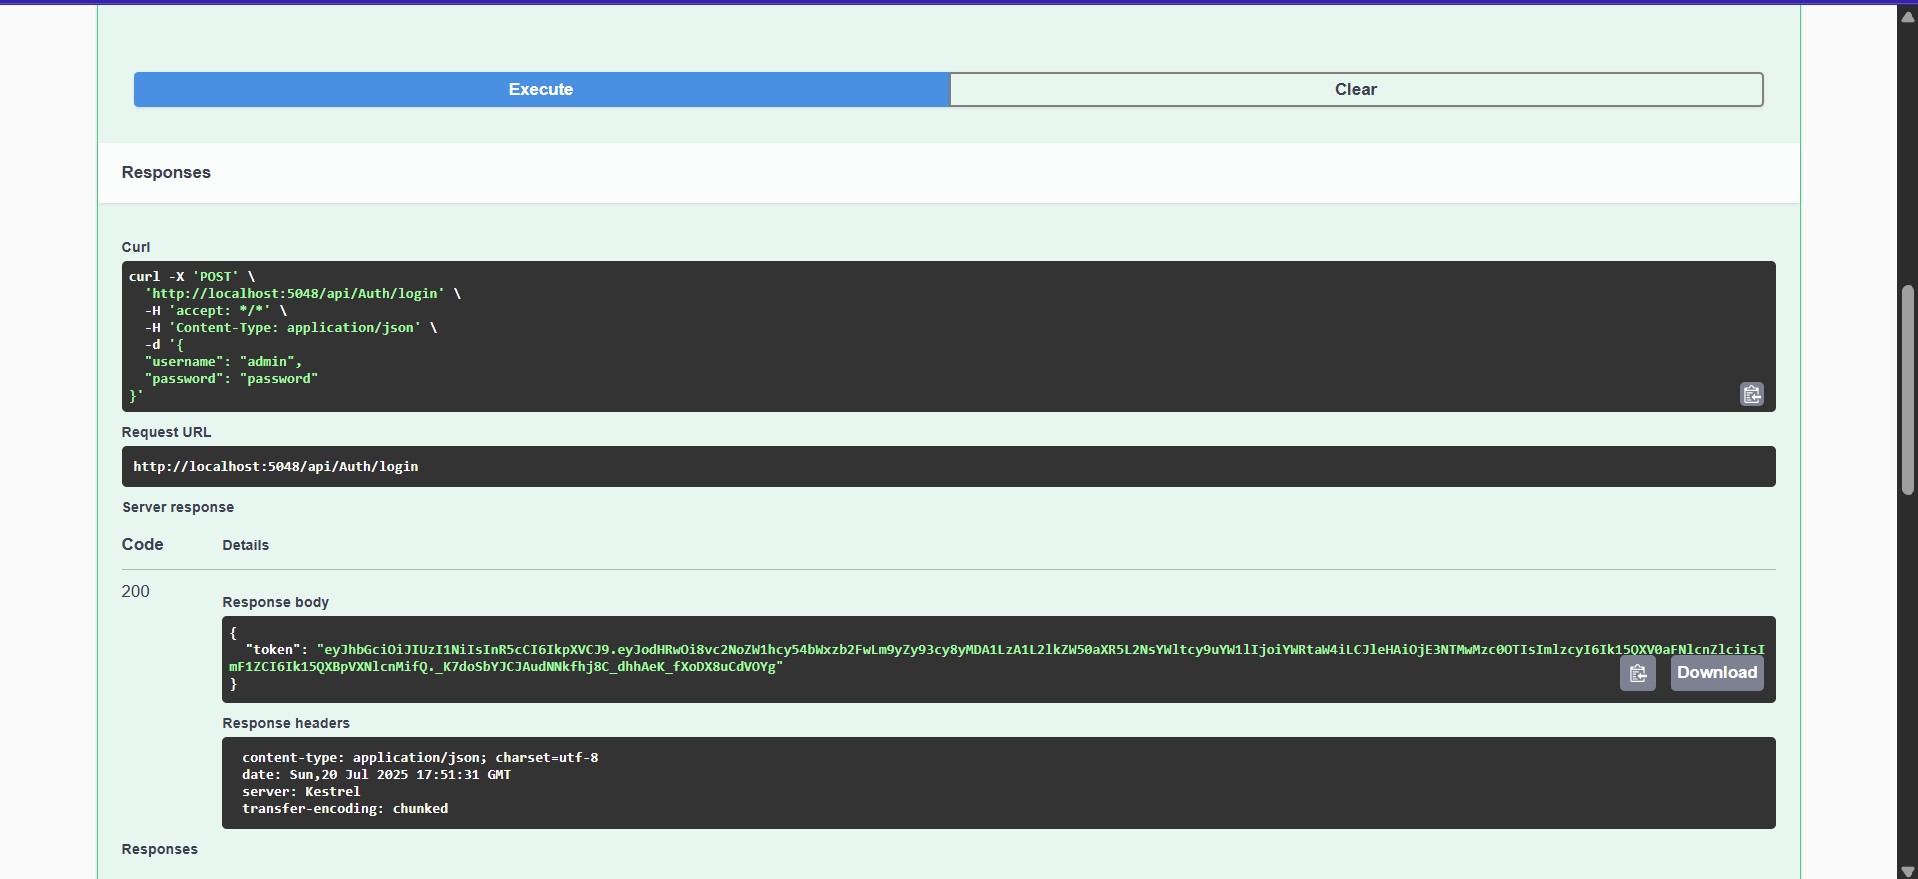 Execute
Clear
Responses
Curl
curl -X 'POST' \
'http://localhost:5048/api/Auth/login' \
-H 'accept: */*' \
-H 'Content-Type: application/json' \
-d '{
"username": "admin",
"password": "password"
}'
Request URL
http://localhost:5048/api/Auth/login
Server response
Code
Details
200
Response body
{
"token": "eyJhbGciOiJIUzI1NiIsInR5cCI6IkpXVCJ9.eyJodHRwOi8vc2NoZW1hcy54bWxzb2FwLm9yZy93cy8yMDA1LzA1L2lkZW50aXR5L2NsYWltcy9uYW1lIjoiYWRtaW4iLCJleHAiOjE3NTMwMzc0OTIsImlzcyI6Ik15QXV0aFNlcnZlciIsI
mF1ZCI6Ik15QXBpVXNlcnMifQ._K7doSbYJCJAudNNkfhj8C_dhhAeK_fXoDX8uCdVOYg"
}
Download
Response headers
content-type: application/json; charset=utf-8
date: Sun,20 Jul 2025 17:51:31 GMT
server: Kestrel
transfer-encoding: chunked
Responses